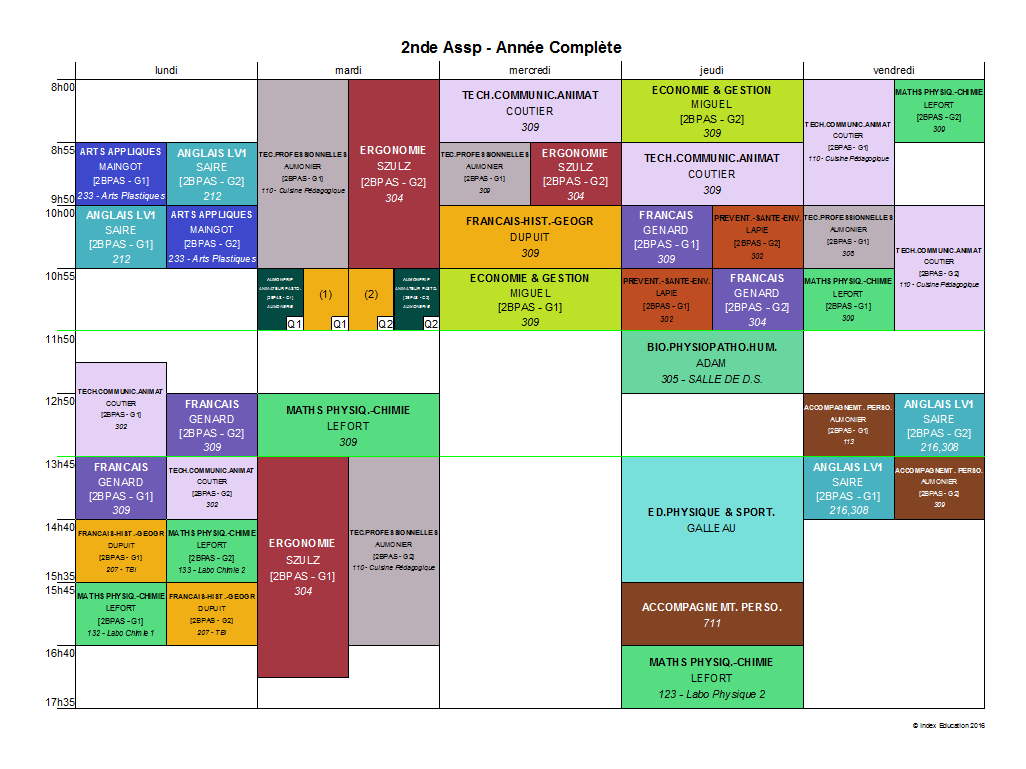 2nde Assp - Année Complète
lundi
mardi
mercredi
jeudi
vendredi
8h00
8h55
9h50
10h00
10h55
11h50
12h50
13h45
14h40
15h35
15h45
16h40
17h35
ARTS APPLIQUES
MAINGOT
[2BPAS - G1]
233 - Arts Plastiques
ANGLAIS LV1
SAIRE
[2BPAS - G2]
212
ANGLAIS LV1
SAIRE
[2BPAS - G1]
212
ARTS APPLIQUES
MAINGOT
[2BPAS - G2]
233 - Arts Plastiques
TECH.COMMUNIC.ANIMAT
COUTIER
[2BPAS - G1]
302
FRANCAIS
GENARD
[2BPAS - G2]
309
FRANCAIS
GENARD
[2BPAS - G1]
309
TECH.COMMUNIC.ANIMAT
COUTIER
[2BPAS - G2]
302
FRANCAIS-HIST.-GEOGR
DUPUIT
[2BPAS - G1]
207 - TBI
MATHS PHYSIQ.-CHIMIE
LEFORT
[2BPAS - G2]
133 - Labo Chimie 2
MATHS PHYSIQ.-CHIMIE
LEFORT
[2BPAS - G1]
132 - Labo Chimie 1
FRANCAIS-HIST.-GEOGR
DUPUIT
[2BPAS - G2]
207 - TBI
TEC.PROFESSIONNELLES
AUMONIER
[2BPAS - G1]
110 - Cuisine Pédagogique
ERGONOMIE
SZULZ
[2BPAS - G2]
304
AUMONERIE
ANIMATEUR PASTO.
[2BPAS - G1]
AUMONERIE
Q1
(1)
Q1
(2)
Q2
AUMONERIE
ANIMATEUR PASTO.
[2BPAS - G2]
AUMONERIE
Q2
MATHS PHYSIQ.-CHIMIE
LEFORT
309
ERGONOMIE
SZULZ
[2BPAS - G1]
304
TEC.PROFESSIONNELLES
AUMONIER
[2BPAS - G2]
110 - Cuisine Pédagogique
TECH.COMMUNIC.ANIMAT
COUTIER
309
TEC.PROFESSIONNELLES
AUMONIER
[2BPAS - G1]
309
ERGONOMIE
SZULZ
[2BPAS - G2]
304
FRANCAIS-HIST.-GEOGR
DUPUIT
309
ECONOMIE & GESTION
MIGUEL
[2BPAS - G1]
309
ECONOMIE & GESTION
MIGUEL
[2BPAS - G2]
309
TECH.COMMUNIC.ANIMAT
COUTIER
309
FRANCAIS
GENARD
[2BPAS - G1]
309
PREVENT.-SANTE-ENV.
LAPIE
[2BPAS - G2]
302
PREVENT.-SANTE-ENV.
LAPIE
[2BPAS - G1]
302
FRANCAIS
GENARD
[2BPAS - G2]
304
BIO.PHYSIOPATHO.HUM.
ADAM
305 - SALLE DE D.S.
ED.PHYSIQUE & SPORT.
GALLEAU
ACCOMPAGNEMT. PERSO.
711
MATHS PHYSIQ.-CHIMIE
LEFORT
123 - Labo Physique 2
TECH.COMMUNIC.ANIMAT
COUTIER
[2BPAS - G1]
110 - Cuisine Pédagogique
MATHS PHYSIQ.-CHIMIE
LEFORT
[2BPAS - G2]
309
TEC.PROFESSIONNELLES
AUMONIER
[2BPAS - G1]
306
TECH.COMMUNIC.ANIMAT
COUTIER
[2BPAS - G2]
110 - Cuisine Pédagogique
MATHS PHYSIQ.-CHIMIE
LEFORT
[2BPAS - G1]
309
ACCOMPAGNEMT. PERSO.
AUMONIER
[2BPAS - G1]
113
ANGLAIS LV1
SAIRE
[2BPAS - G2]
216,308
ANGLAIS LV1
SAIRE
[2BPAS - G1]
216,308
ACCOMPAGNEMT. PERSO.
AUMONIER
[2BPAS - G2]
309
© Index Education 2016